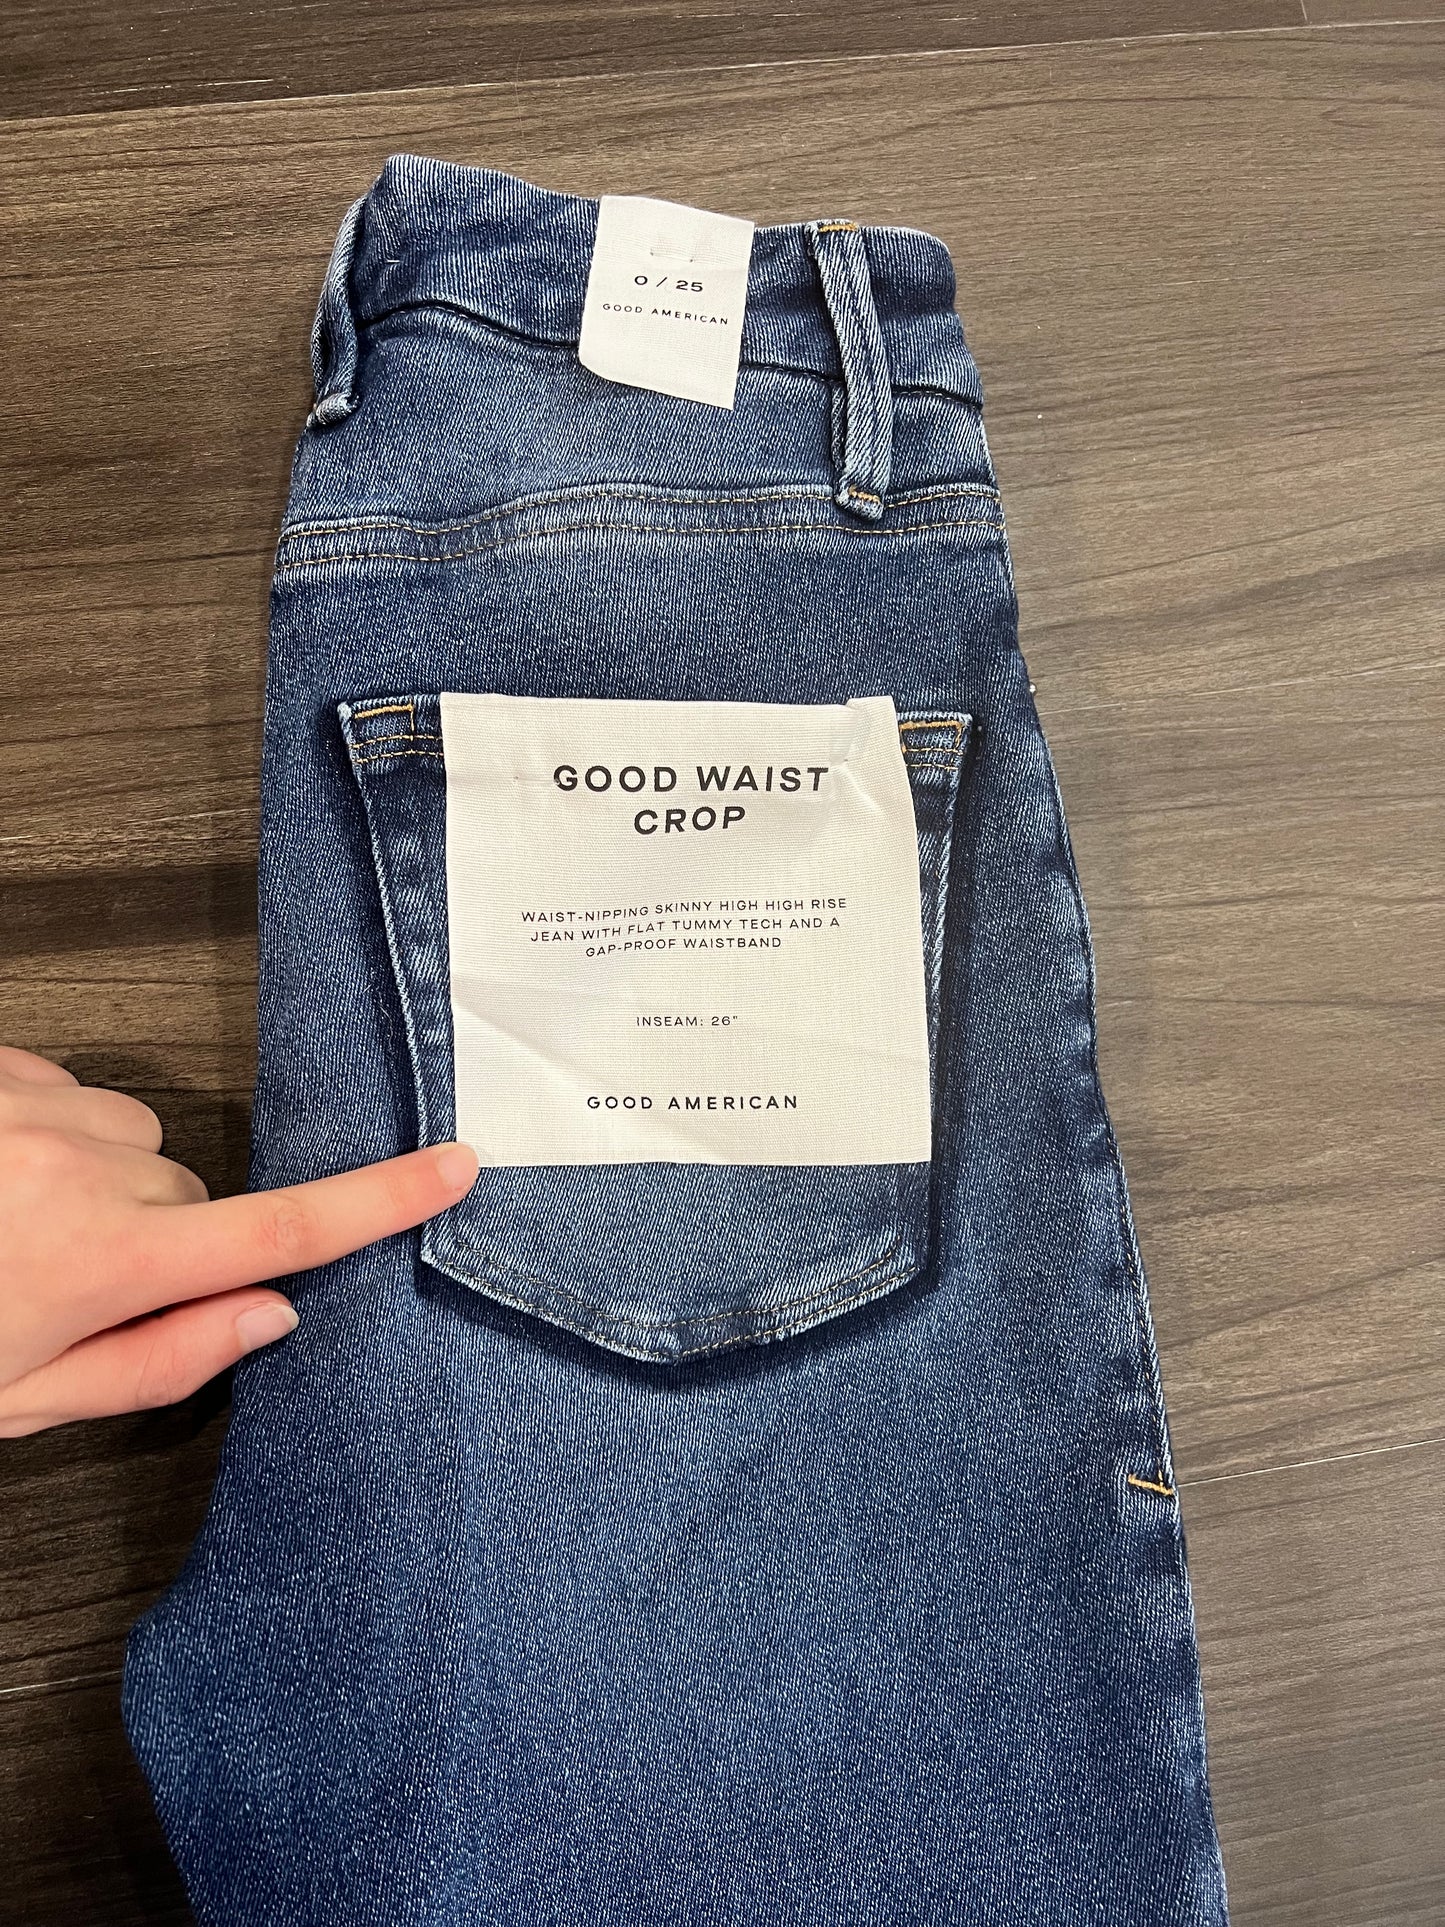 0 / 25
GOOD AMERICAN
GOOD WAIST
CROP
WAIST-NIPPING SKINNY HIGH HIGH RISE
JEAN WITH FLAT TUMMY TECH AND A
GAP-PROOF WAISTBAND
INSEAM: 26"
GOOD AMERICAN